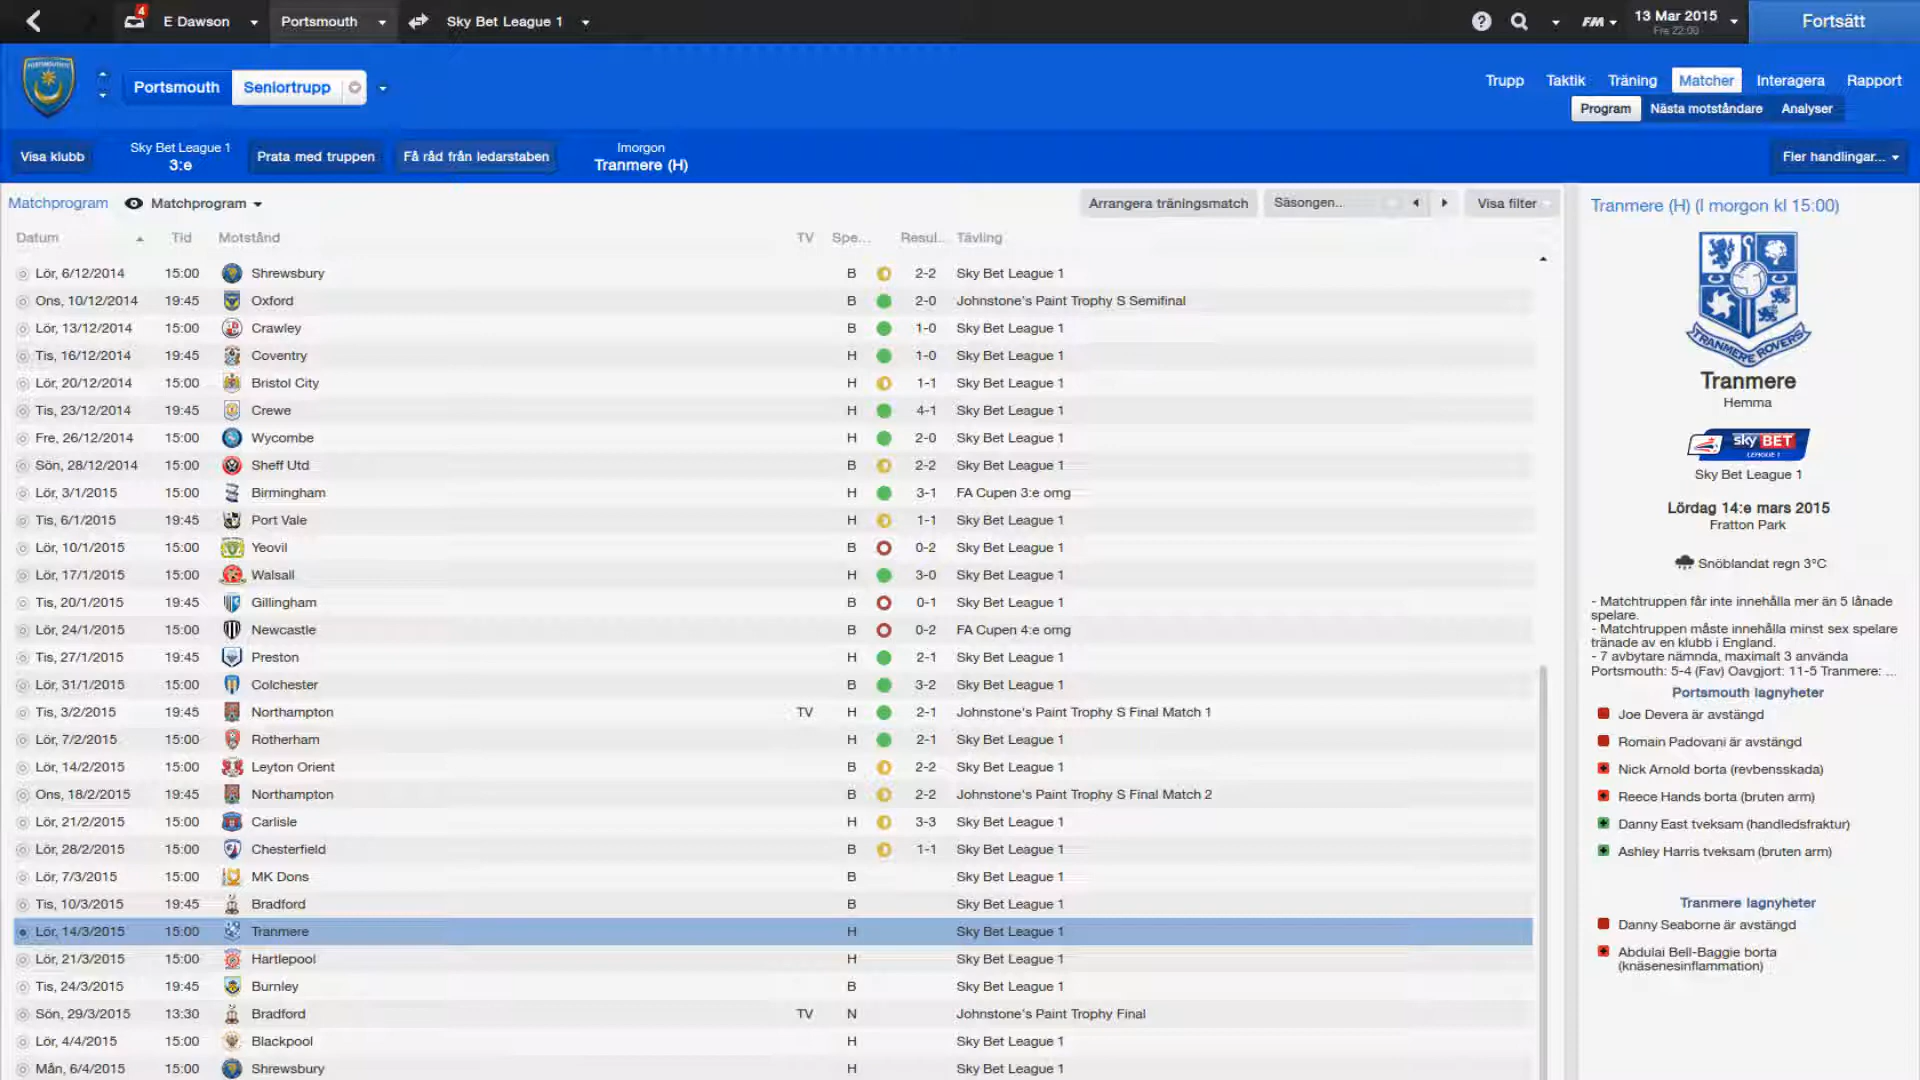 4
E Dawson
Portsmouth
Sky Bet League 1
FM
13 Mar 2015
Fre 22:00
Fortsätt
Portsmouth
Seniortrupp
Trupp
Taktik
Träning
Matcher
Interagera
Rapport
Program
Nästa motståndare
Analyser
Visa klubb
Sky Bet League 1
3:e
Prata med truppen
Få råd från ledarstaben
Imorgon
Tranmere (H)
Fler handlingar...
Matchprogram
Matchprogram
Arrangera träningsmatch
Säsongen...
Visa filter
Datum Tid Motstånd TV Spe... Resul... Tävling
Lör, 6/12/2014 15:00 Shrewsbury B 2-2 Sky Bet League 1
Ons, 10/12/2014 19:45 Oxford B 2-0 Johnstone's Paint Trophy S Semifinal
Lör, 13/12/2014 15:00 Crawley B 1-0 Sky Bet League 1
Tis, 16/12/2014 19:45 Coventry H 1-0 Sky Bet League 1
Lör, 20/12/2014 15:00 Bristol City H 1-1 Sky Bet League 1
Tis, 23/12/2014 19:45 Crewe H 4-1 Sky Bet League 1
Fre, 26/12/2014 15:00 Wycombe H 2-0 Sky Bet League 1
Sön, 28/12/2014 15:00 Sheff Utd B 2-2 Sky Bet League 1
Lör, 3/1/2015 15:00 Birmingham H 3-1 FA Cupen 3:e omg
Tis, 6/1/2015 19:45 Port Vale H 1-1 Sky Bet League 1
Lör, 10/1/2015 15:00 Yeovil B 0-2 Sky Bet League 1
Lör, 17/1/2015 15:00 Walsall H 3-0 Sky Bet League 1
Tis, 20/1/2015 19:45 Gillingham B 0-1 Sky Bet League 1
Lör, 24/1/2015 15:00 Newcastle B 0-2 FA Cupen 4:e omg
Tis, 27/1/2015 19:45 Preston H 2-1 Sky Bet League 1
Lör, 31/1/2015 15:00 Colchester B 3-2 Sky Bet League 1
Tis, 3/2/2015 19:45 Northampton TV H 2-1 Johnstone's Paint Trophy S Final Match 1
Lör, 7/2/2015 15:00 Rotherham H 2-1 Sky Bet League 1
Lör, 14/2/2015 15:00 Leyton Orient B 2-2 Sky Bet League 1
Ons, 18/2/2015 19:45 Northampton B 2-2 Johnstone's Paint Trophy S Final Match 2
Lör, 21/2/2015 15:00 Carlisle H 3-3 Sky Bet League 1
Lör, 28/2/2015 15:00 Chesterfield B 1-1 Sky Bet League 1
Lör, 7/3/2015 15:00 MK Dons B Sky Bet League 1
Tis, 10/3/2015 19:45 Bradford B Sky Bet League 1
Lör, 14/3/2015 15:00 Tranmere H Sky Bet League 1
Lör, 21/3/2015 15:00 Hartlepool H Sky Bet League 1
Tis, 24/3/2015 19:45 Burnley B Sky Bet League 1
Sön, 29/3/2015 13:30 Bradford TV N Johnstone's Paint Trophy Final
Lör, 4/4/2015 15:00 Blackpool H Sky Bet League 1
Mån, 6/4/2015 15:00 Shrewsbury H Sky Bet League 1
Tranmere (H) (I morgon kl 15:00)
TRANMERE ROVERS
Tranmere
Hemma
sky BET
LEAGUE 1
Sky Bet League 1
Lördag 14:e mars 2015
Fratton Park
Snöblandat regn 3°C
- Matchtruppen får inte innehålla mer än 5 lånade
spelare.
- Matchtruppen måste innehålla minst sex spelare
tränade av en klubb i England.
- 7 avbytare nämnda, maximalt 3 använda
Portsmouth: 5-4 (Fav) Oavgjort: 11-5 Tranmere: ...
Portsmouth lagnyheter
Joe Devera är avstängd
Romain Padovani är avstängd
Nick Arnold borta (revbensskada)
Reece Hands borta (bruten arm)
Danny East tveksam (handledsfraktur)
Ashley Harris tveksam (bruten arm)
Tranmere lagnyheter
Danny Seaborne är avstängd
Abdulai Bell-Baggie borta
(knäsenesinflammation)